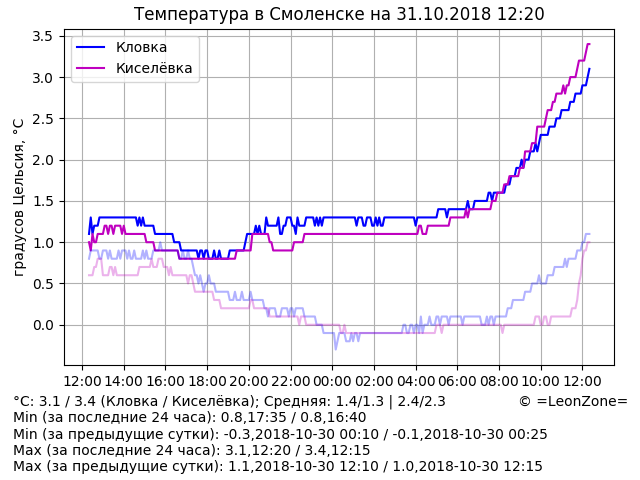 Температура в Смоленске на 31.10.2018 12:20
градусов Цельсия, °C
3.5
3.0
2.5
2.0
1.5
1.0
0.5
0.0
Кловка
Киселёвка
12:00 14:00 16:00 18:00 20:00 22:00 00:00 02:00 04:00 06:00 08:00 10:00 12:00
°C: 3.1 / 3.4 (Кловка / Киселёвка); Средняя: 1.4/1.3 | 2.4/2.3 © =LeonZone=
Min (за последние 24 часа): 0.8,17:35 / 0.8,16:40
Min (за предыдущие сутки): -0.3,2018-10-30 00:10 / -0.1,2018-10-30 00:25
Max (за последние 24 часа): 3.1,12:20 / 3.4,12:15
Max (за предыдущие сутки): 1.1,2018-10-30 12:10 / 1.0,2018-10-30 12:15